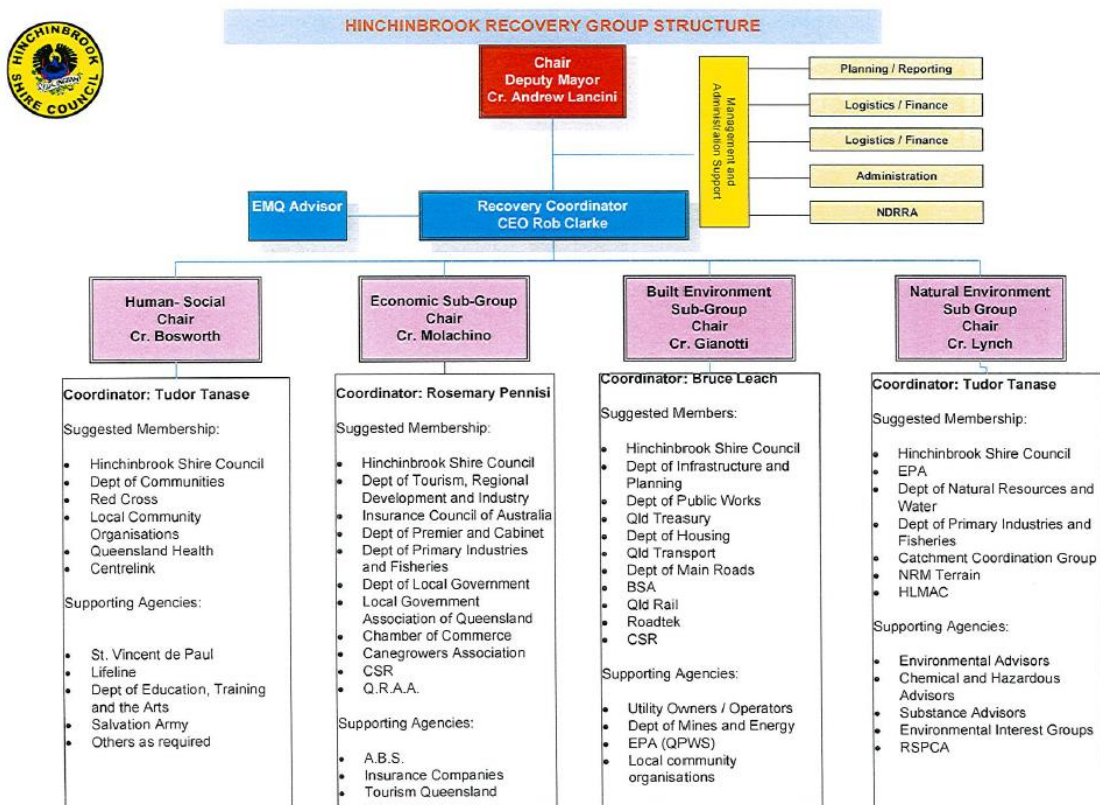 HINCHINBROOK SHIRE COUNCIL
HINCHINBROOK RECOVERY GROUP STRUCTURE
Chair
Deputy Mayor
Cr. Andrew Lancini
Management and
Administration Support
Planning / Reporting
Logistics / Finance
Logistics / Finance
Administration
NDRRA
EMQ Advisor
Recovery Coordinator
CEO Rob Clarke
Human- Social
Chair
Cr. Bosworth
Economic Sub-Group
Chair
Cr. Molachino
Built Environment
Sub-Group
Chair
Cr. Gianotti
Natural Environment
Sub Group
Chair
Cr. Lynch
Coordinator: Tudor Tanase
Suggested Membership:
• Hinchinbrook Shire Council
• Dept of Communities
• Red Cross
• Local Community
Organisations
• Queensland Health
• Centrelink
Supporting Agencies:
• St. Vincent de Paul
• Lifeline
• Dept of Education, Training
and the Arts
• Salvation Army
• Others as required
Coordinator: Rosemary Pennisi
Suggested Membership:
• Hinchinbrook Shire Council
• Dept of Tourism, Regional
Development and Industry
• Insurance Council of Australia
• Dept of Premier and Cabinet
• Dept of Primary Industries
and Fisheries
• Dept of Local Government
• Local Government
Association of Queensland
• Chamber of Commerce
• Canegrowers Association
• CSR
• Q.R.A.A.
Supporting Agencies:
• A.B.S.
• Insurance Companies
• Tourism Queensland
Coordinator: Bruce Leach
Suggested Members:
• Hinchinbrook Shire Council
• Dept of Infrastructure and
Planning
• Dept of Public Works
• Qld Treasury
• Dept of Housing
• Qld Transport
• Dept of Main Roads
• BSA
• Qld Rail
• Roadtek
• CSR
Supporting Agencies:
• Utility Owners / Operators
• Dept of Mines and Energy
• EPA (QPWS)
• Local community
organisations
Coordinator: Tudor Tanase
Suggested Membership:
• Hinchinbrook Shire Council
• EPA
• Dept of Natural Resources and
Water
• Dept of Primary Industries and
Fisheries
• Catchment Coordination Group
• NRM Terrain
• HLMAC
Supporting Agencies:
• Environmental Advisors
• Chemical and Hazardous
Advisors
• Substance Advisors
• Environmental Interest Groups
• RSPCA